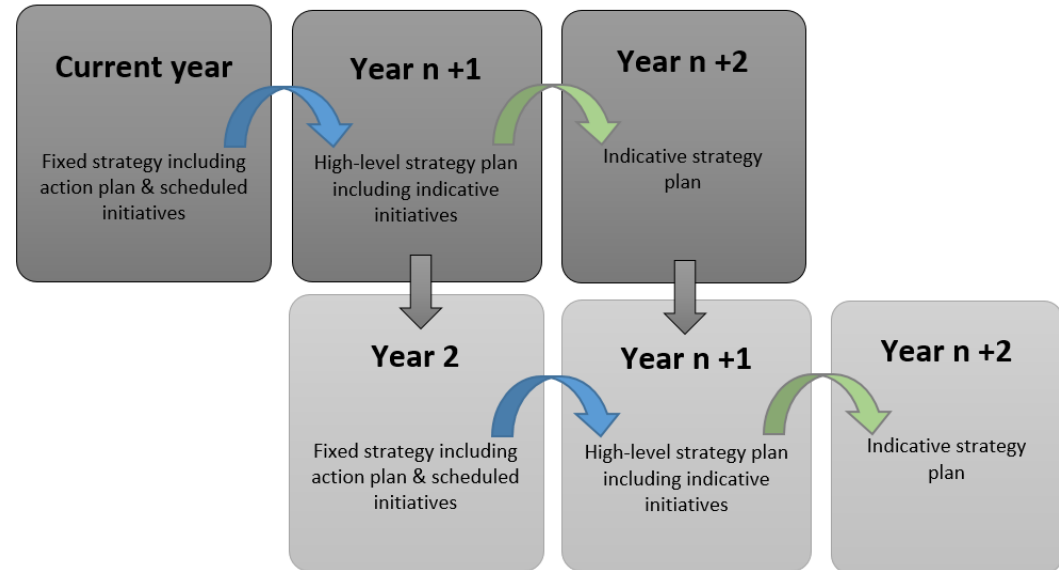 Current year
Fixed strategy including
action plan & scheduled
initiatives
Year n +1
High-level strategy plan
including indicative
initiatives
Year n +2
Indicative strategy
plan
Year 2
Fixed strategy including
action plan & scheduled
initiatives
Year n +1
High-level strategy plan
including indicative
initiatives
Year n +2
Indicative strategy
plan